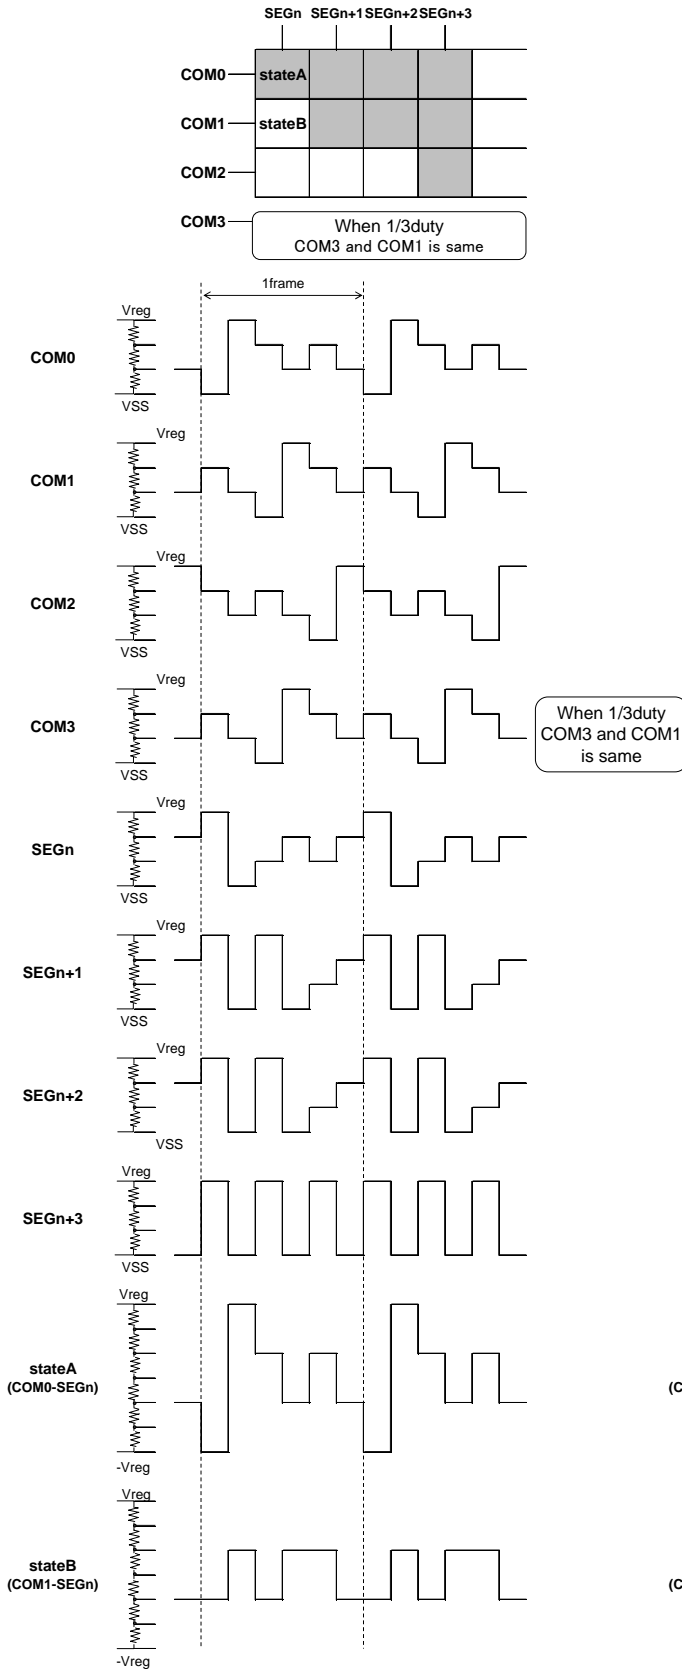 SEGn SEGn+1 SEGn+2 SEGn+3
COM0 stateA
COM1 stateB
COM2
COM3 When 1/3duty
COM3 and COM1 is same
1frame
Vreg
COM0
VSS
Vreg
COM1
VSS
Vreg
COM2
VSS
Vreg
COM3
VSS
When 1/3duty
COM3 and COM1
is same
Vreg
SEGn
VSS
Vreg
SEGn+1
VSS
Vreg
SEGn+2
VSS
Vreg
SEGn+3
VSS
Vreg
stateA
(COM0-SEGn)
(C
-Vreg
Vreg
stateB
(COM1-SEGn)
(C
-Vreg